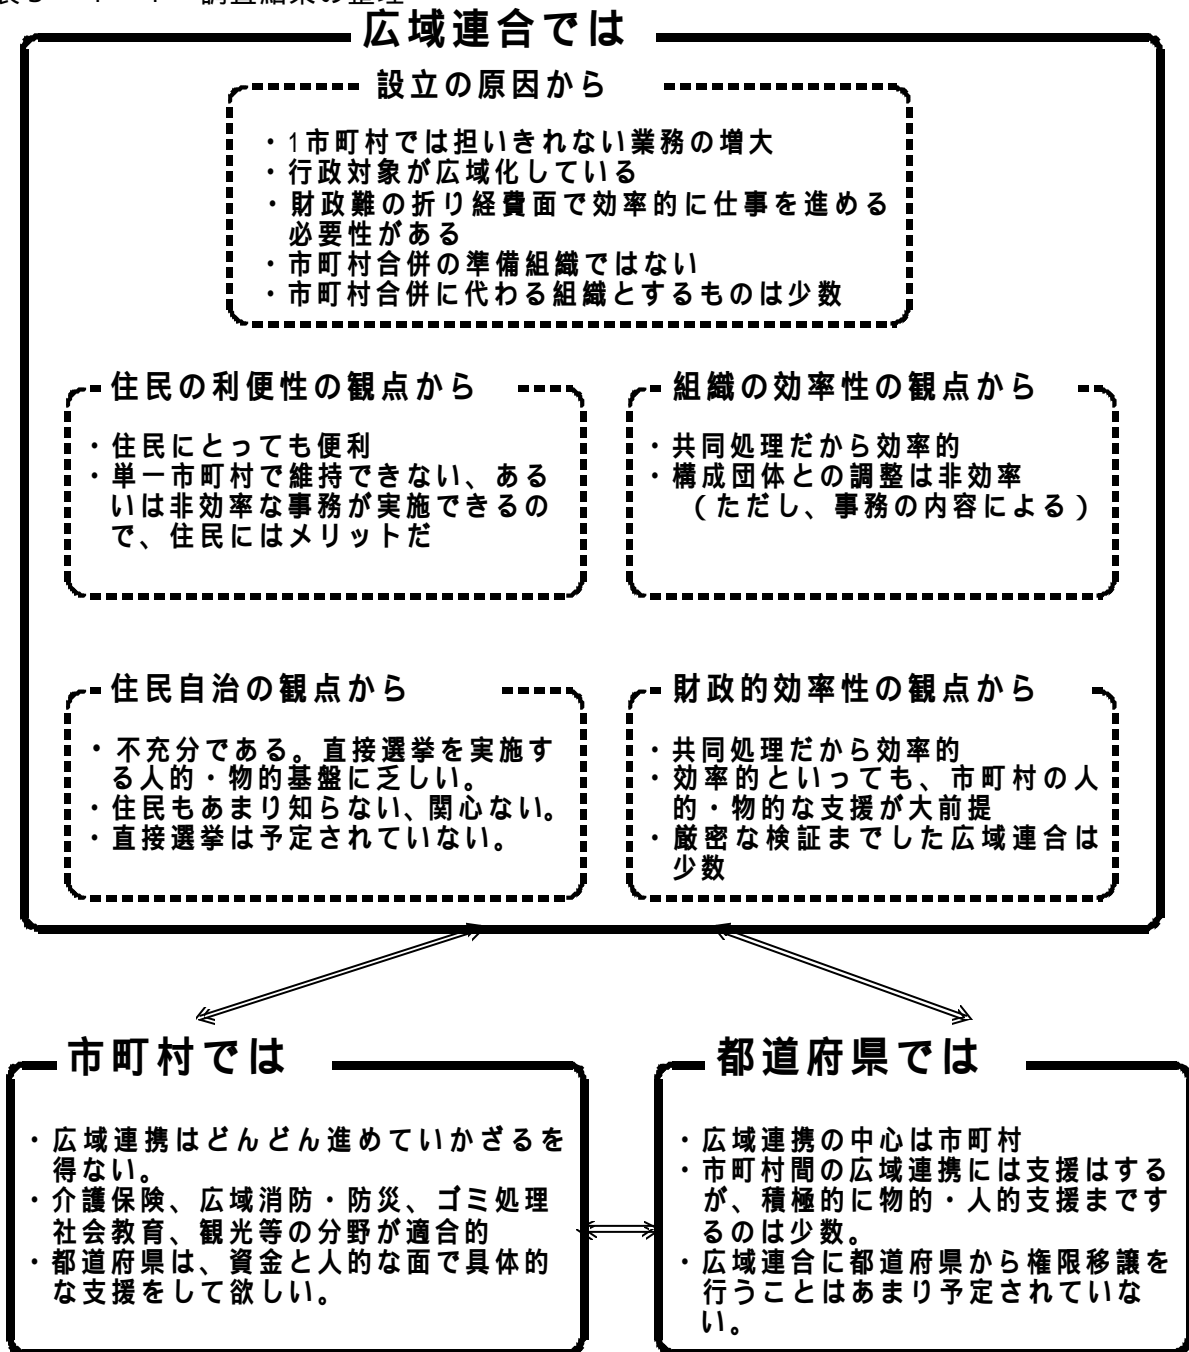 調査結果の整理
広域連合では
設立の原因から
・1市町村では担いきれない業務の増大
・行政対象が広域化している
・財政難の折り経費面で効率的に仕事を進める
必要性がある
・市町村合併の準備組織ではない
・市町村合併に代わる組織とするものは少数
住民の利便性の観点から
・住民にとっても便利
・単一市町村で維持できない、ある
いは非効率な事務が実施できるの
で、住民にはメリットだ
組織の効率性の観点から
・共同処理だから効率的
・構成団体との調整は非効率
（ただし、事務の内容による）
住民自治の観点から
・不充分である。直接選挙を実施す
る人的・物的基盤に乏しい。
・住民もあまり知らない、関心ない。
・直接選挙は予定されていない。
財政的効率性の観点から
・共同処理だから効率的
・効率的といっても、市町村の人
的・物的な支援が大前提
・厳密な検証までした広域連合は
少数
市町村では
・広域連携はどんどん進めていかざるを
得ない。
・介護保険、広域消防・防災、ゴミ処理
社会教育、観光等の分野が適合的
・都道府県は、資金と人的な面で具体的
な支援をして欲しい。
都道府県では
・広域連携の中心は市町村
・市町村間の広域連携には支援はする
が、積極的に物的・人的支援まです
るのは少数。
・広域連合に都道府県から権限移譲を
行うことはあまり予定されていな
い。